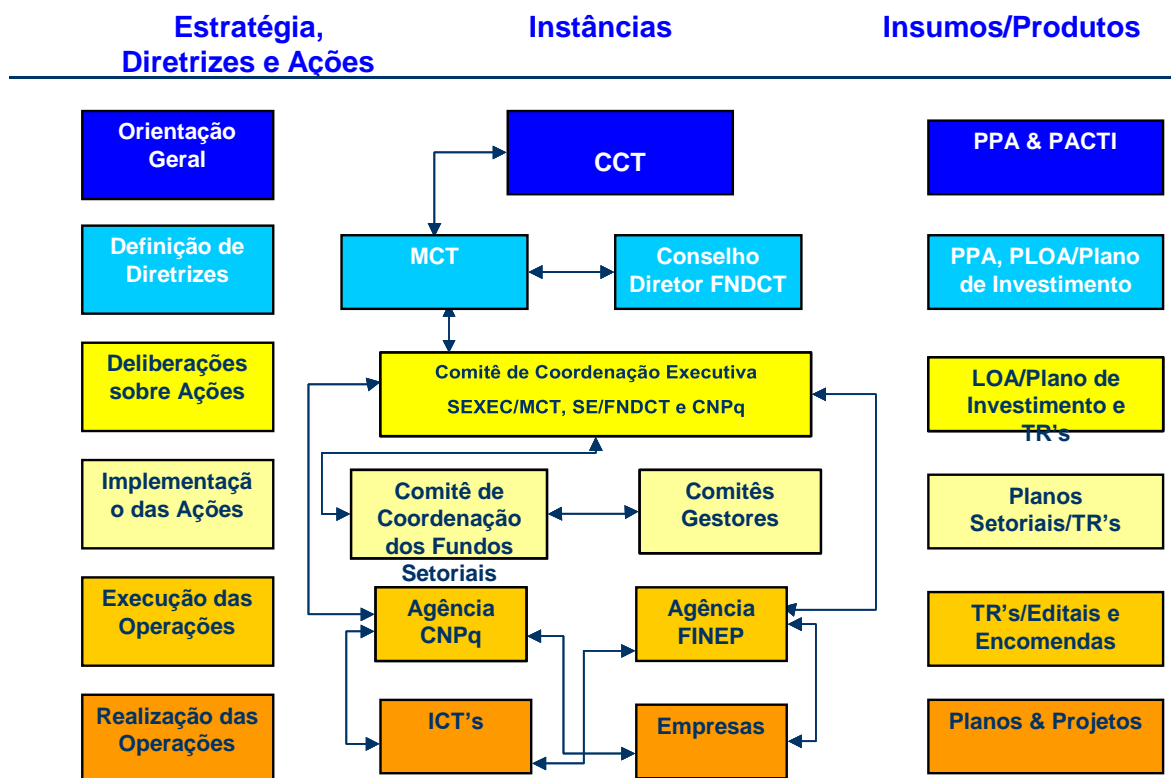 Estratégia,
Diretrizes e Ações
Instâncias
Insumos/Produtos
Orientação
Geral
CCT
PPA & PACTI
Definição de
Diretrizes
MCT
Conselho
Diretor FNDCT
PPA, PLOA/Plano
de Investimento
Deliberações
sobre Ações
Comitê de Coordenação Executiva
SEXEC/MCT, SE/FNDCT e CNPq
LOA/Plano de
Investimento e
TR’s
Implementaçã
o das Ações
Comitê de
Coordenação
dos Fundos
Setoriais
Comitês
Gestores
Planos
Setoriais/TR’s
Execução das
Operações
Agência
CNPq
Agência
FINEP
TR’s/Editais e
Encomendas
Realização das
Operações
ICT’s
Empresas
Planos & Projetos